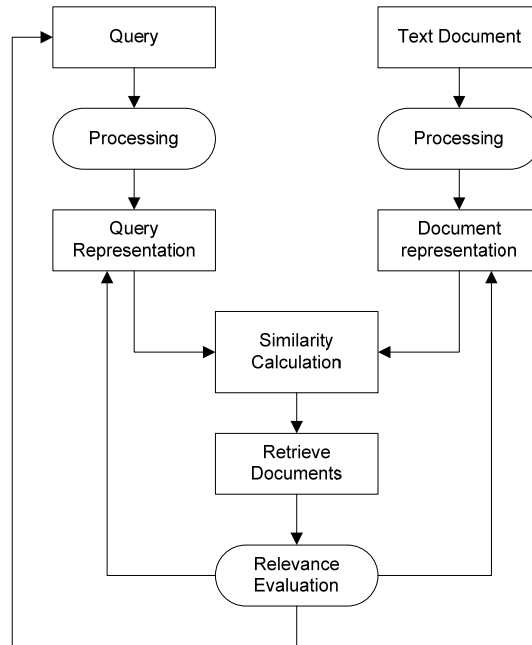 Query
Text Document
Processing
Processing
Query
Representation
Document
representation
Similarity
Calculation
Retrieve
Documents
Relevance
Evaluation